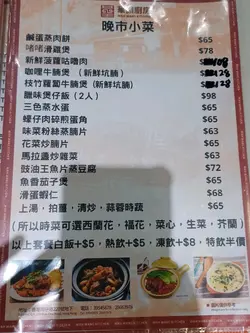 晚市小菜
鹹蛋蒸肉餅 $65
啫啫滑雞煲 $78
新鮮菠蘿咕嚕肉 108
咖喱牛腩煲（新鮮坑腩） 128
枝竹蘿蔔牛腩煲(新鮮坑腩) 128
臘味煲仔飯（2人） $98
三色蒸水蛋 $65
蠔仔肉碎煎蛋角 $65
味菜粉絲蒸腩片 $63
花菜炒腩片 $65
馬拉盞炒雜菜 $63
豉油王魚片蒸豆腐 $72
魚香茄子煲 $65
滑蛋蝦仁 $68
上湯，拍薑，清炒，蒜蓉時蔬 $65
（所以時菜可選西蘭花，福花，菜心，生菜，芥蘭）
以上套餐白飯+$5，熱飲+$5，凍飲+$8，特飲半價